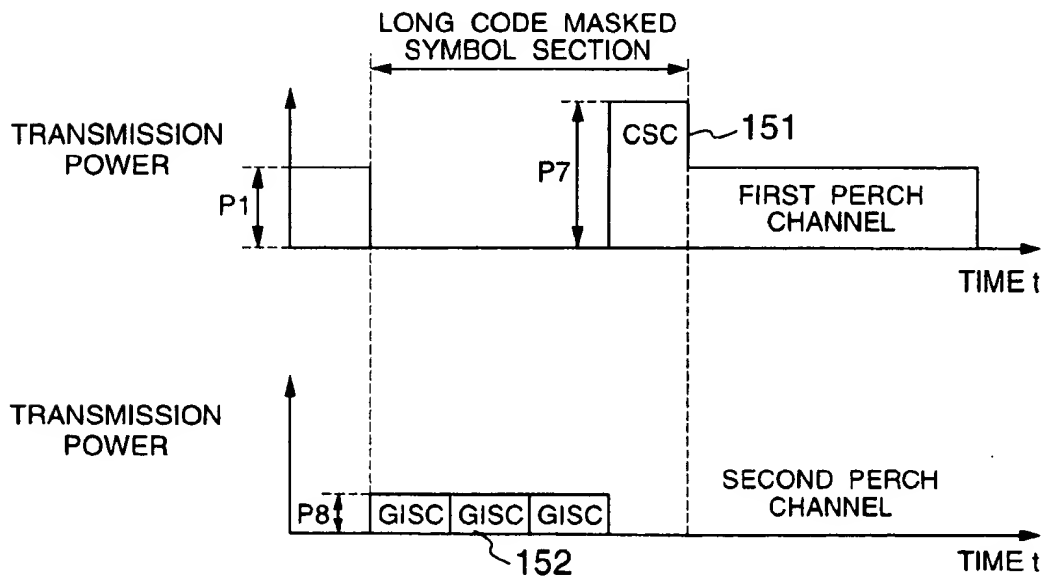 LONG CODE MASKED
SYMBOL SECTION
TRANSMISSION
POWER
P1
P7
CSC
151
FIRST PERCH
CHANNEL
TIME t
TRANSMISSION
POWER
P8
GISC GISC GISC
152
SECOND PERCH
CHANNEL
TIME t